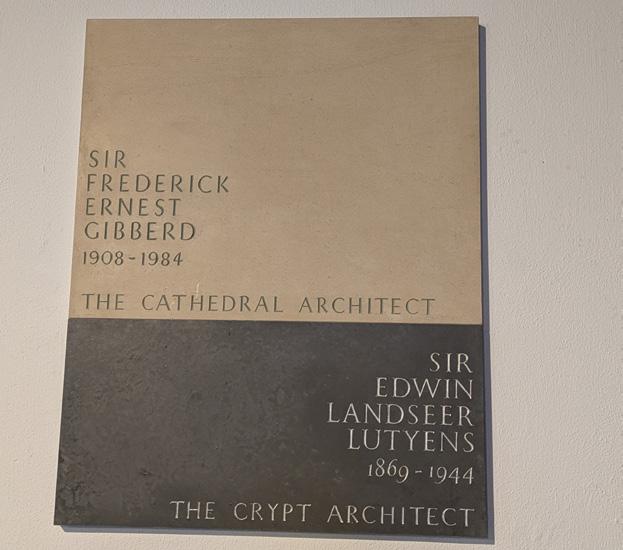 SIR
FREDERICK
ERNEST
GIBBERD
1908-1984
THE CATHEDRAL ARCHITECT
SIR
EDWIN
LANDSEER
LUTYENS
1869-1944
THE CRYPT ARCHITECT